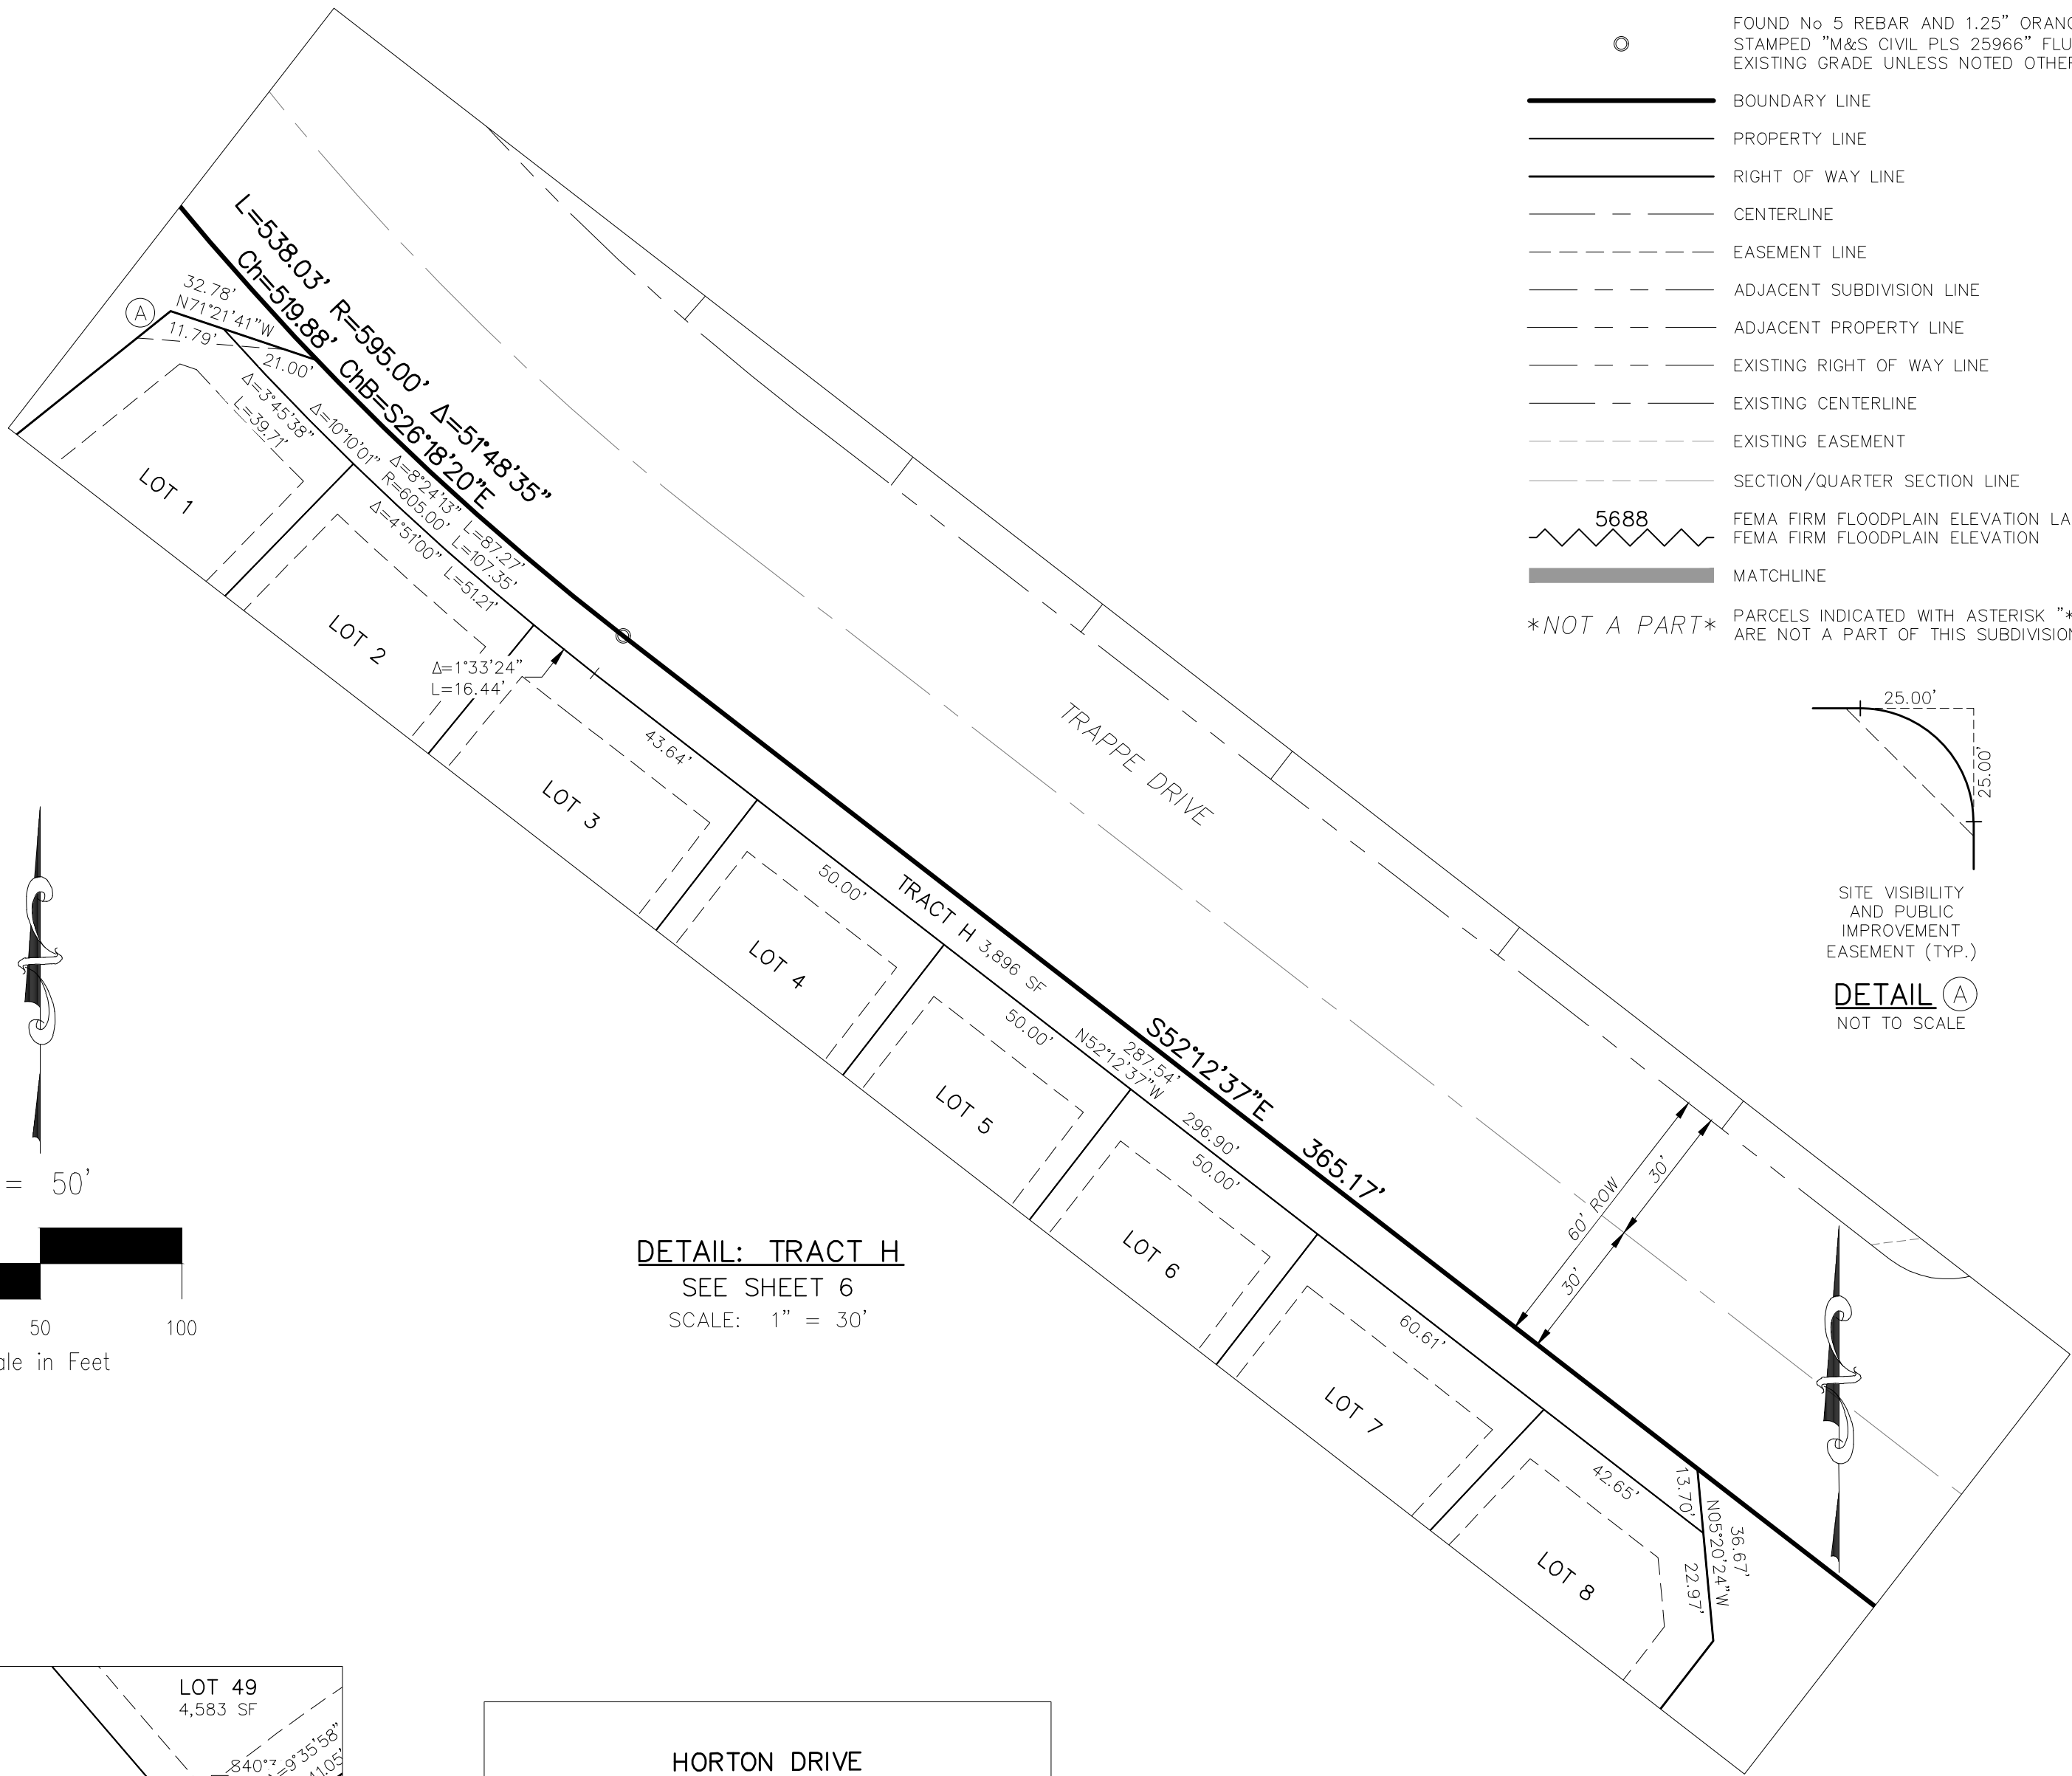 FOUND No 5 REBAR AND 1.25"
STAMPED "M&S CIVIL PLS 25966"
EXISTING GRADE UNLESS NOTED
BOUNDARY LINE
PROPERTY LINE
RIGHT OF WAY LINE
CENTERLINE
EASEMENT LINE
ADJACENT SUBDIVISION LINE
ADJACENT PROPERTY LINE
EXISTING RIGHT OF WAY LINE
EXISTING CENTERLINE
EXISTING EASEMENT
SECTION/QUARTER SECTION LINE
5688
FEMA FIRM FLOODPLAIN ELEVATION
FEMA FIRM FLOODPLAIN ELEVATION
MATCHLINE
*NOT A PART*
PARCELS INDICATED WITH ASTERISK "*
ARE NOT A PART OF THIS SUBDIVISION
L=538.03' R=595.00' Δ=51°48'35"
Ch=519.88' ChB=S26°18'20"E
32.78'
N71°21'41"W
A
11.79'
21.00'
Δ=3°45'38"
L=39.71'
Δ=10°10'01"
R=605.00'
L=107.35'
Δ=8°24'13" L=87.27'
Δ=4°51'00" L=51.21'
Δ=1°33'24"
L=16.44'
LOT 1
LOT 2
LOT 3
LOT 4
LOT 5
LOT 6
LOT 7
LOT 8
43.64'
50.00'
TRACT H 3,896 SF
50.00'
287.54'
N52°12'37"W
296.90'
50.00'
S52°12'37"E 365.17'
60.61'
42.65'
13.70'
36.67'
N05°20'24"W
22.97'
TRAPPE DRIVE
60' ROW
30'
30'
25.00'
25.00'
SITE VISIBILITY
AND PUBLIC
IMPROVEMENT
EASEMENT (TYP.)
DETAIL A
NOT TO SCALE
= 50'
50
100
in Feet
DETAIL: TRACT H
SEE SHEET 6
SCALE: 1" = 30'
LOT 49
4,583 SF
9°35'58"
HORTON DRIVE